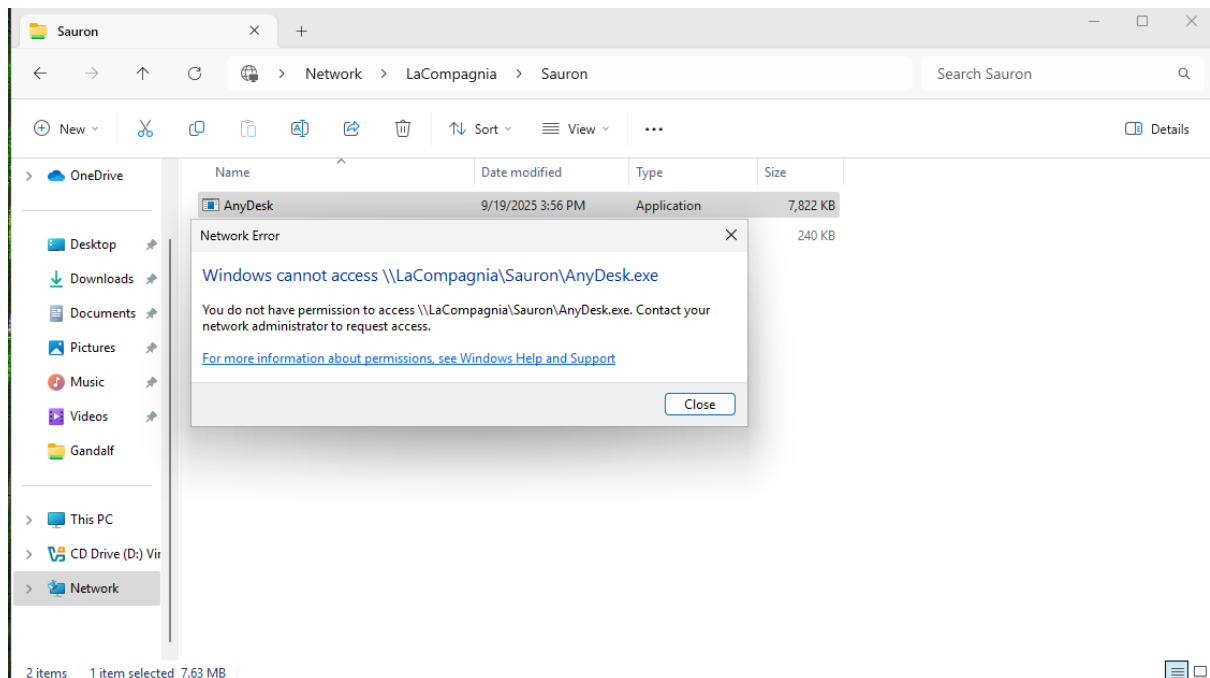 Sauron
Network > LaCompagnia > Sauron
Search Sauron
New
Sort
View
Details
OneDrive
Desktop
Downloads
Documents
Pictures
Music
Videos
Gandalf
This PC
CD Drive (D:) Vir
Network
Name Date modified Type Size
AnyDesk 9/19/2025 3:56 PM Application 7,822 KB
240 KB
Network Error
Windows cannot access \\LaCompagnia\Sauron\AnyDesk.exe
You do not have permission to access \\LaCompagnia\Sauron\AnyDesk.exe. Contact your
network administrator to request access.
For more information about permissions, see Windows Help and Support
Close
2 items 1 item selected 7.63 MB